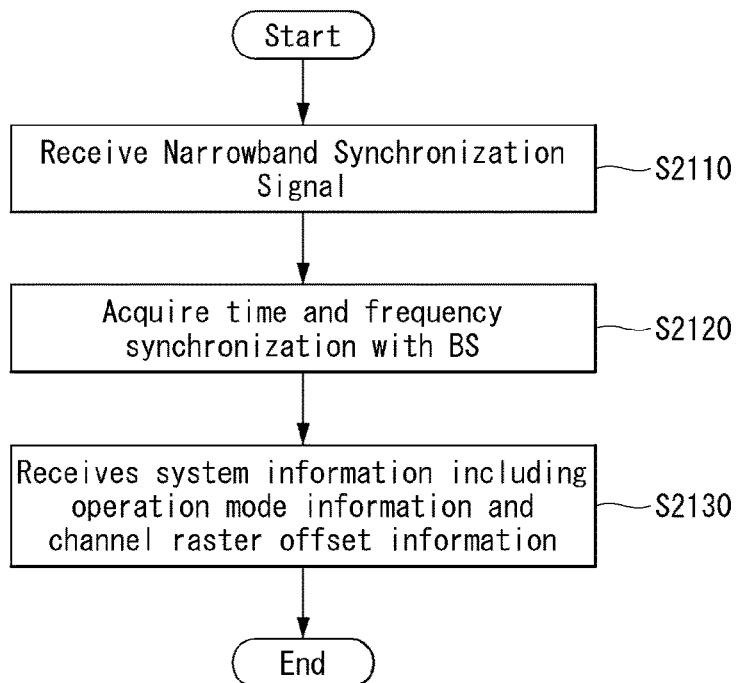 Start
Receive Narrowband Synchronization
Signal
S2110
Acquire time and frequency
synchronization with BS
S2120
Receives system information including
operation mode information and
channel raster offset information
S2130
End